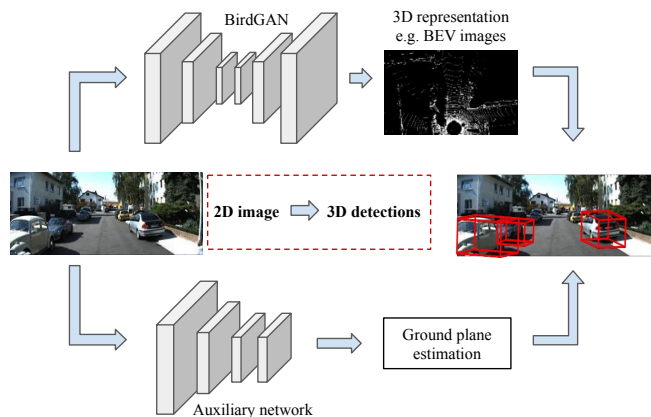 BirdGAN
3D representation
e.g. BEV images
2D image
3D detections
Ground plane
estimation
Auxiliary network